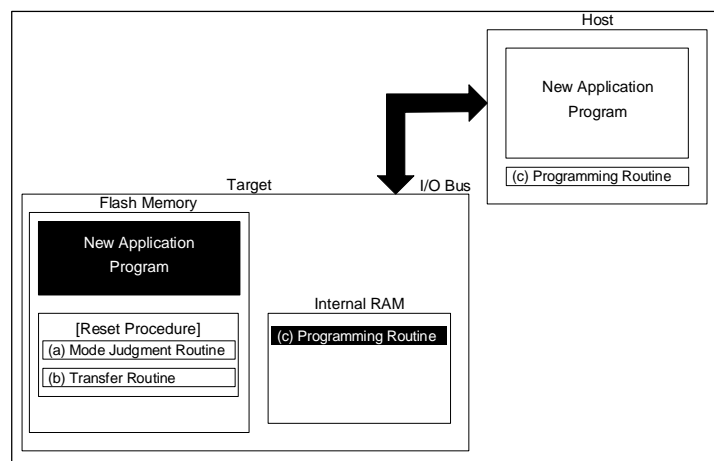 Host
New Application
Program
(c) Programming Routine
Target
I/O Bus
Flash Memory
New Application
Program
[Reset Procedure]
(a) Mode Judgment Routine
(b) Transfer Routine
Internal RAM
(c) Programming Routine